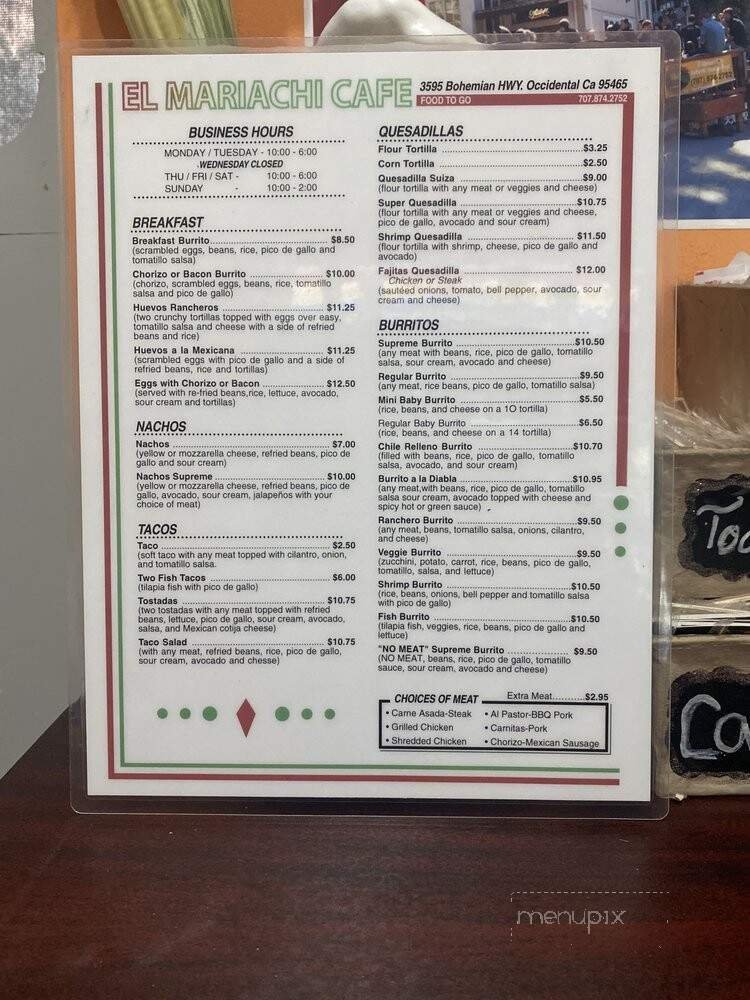 EL MARIACHI CAFE
3595 Bohemian HWY. Occidental Ca 95465
FOOD TO GO 707.874.2752
BUSINESS HOURS
MONDAY / TUESDAY - 10:00 - 6:00
WEDNESDAY CLOSED
THU / FRI / SAT - 10:00 - 6:00
SUNDAY - 10:00 - 2:00
BREAKFAST
Breakfast Burrito $8.50
(scrambled eggs, beans, rice, pico de gallo and
tomatillo salsa)
Chorizo or Bacon Burrito $10.00
(chorizo, scrambled eggs, beans, rice, tomatillo
salsa and pico de gallo)
Huevos Rancheros $11.25
(two crunchy tortillas topped with eggs over easy,
tomatillo salsa and cheese with a side of refried
beans and rice)
Huevos a la Mexicana $11.25
(scrambled eggs with pico de gallo and a side of
refried beans, rice and tortillas)
Eggs with Chorizo or Bacon $12.50
(served with re-fried beans,rice, lettuce, avocado,
sour cream and tortillas)
NACHOS
Nachos $7.00
(yellow or mozzarella cheese, refried beans, pico de
gallo and sour cream)
Nachos Supreme $10.00
(yellow or mozzarella cheese, refried beans, pico de
gallo, avocado, sour cream, jalapeños with your
choice of meat)
TACOS
Taco $2.50
(soft taco with any meat topped with cilantro, onion,
and tomatillo salsa.
Two Fish Tacos $6.00
(tilapia fish with pico de gallo)
Tostadas $10.75
(two tostadas with any meat topped with refried
beans, lettuce, pico de gallo, sour cream, avocado,
salsa, and Mexican cotija cheese)
Taco Salad $10.75
(with any meat, refried beans, rice, pico de gallo,
sour cream, avocado and chesse)
QUESADILLAS
Flour Tortilla $3.25
Corn Tortilla $2.50
Quesadilla Suiza $9.00
(flour tortilla with any meat or veggies and cheese)
Super Quesadilla $10.75
(flour tortilla with any meat or veggies and cheese,
pico de gallo, avocado and sour cream)
Shrimp Quesadilla $11.50
(flour tortilla with shrimp, cheese, pico de gallo and
avocado)
Fajitas Quesadilla $12.00
Chicken or Steak
(sautéed onions, tomato, bell pepper, avocado, sour
cream and cheese)
BURRITOS
Supreme Burrito $10.50
(any meat with beans, rice, pico de gallo, tomatillo
salsa, sour cream, avocado and cheese)
Regular Burrito $9.50
(any meat, rice beans, pico de gallo, tomatillo salsa)
Mini Baby Burrito $5.50
(rice, beans, and cheese on a 10 tortilla)
Regular Baby Burrito $6.50
(rice, beans, and cheese on a 14 tortilla)
Chile Relleno Burrito $10.70
(filled with beans, rice, pico de gallo, tomatillo
salsa, avocado, and sour cream)
Burrito a la Diabla $10.95
(any meat,with beans, rice, pico de gallo, tomatillo
salsa sour cream, avocado topped with cheese and
spicy hot or green sauce)
Ranchero Burrito $9.50
(any meat, beans, tomatillo salsa, onions, cilantro,
and cheese)
Veggie Burrito $9.50
(zucchini, potato, carrot, rice, beans, pico de gallo,
tomatillo, salsa, and lettuce)
Shrimp Burrito $10.50
(rice, beans, onions, bell pepper and tomatillo salsa
with pico de gallo)
Fish Burrito $10.50
(tilapia fish, veggies, rice, beans, pico de gallo and
lettuce)
"NO MEAT" Supreme Burrito $9.50
(NO MEAT, beans, rice, pico de gallo, tomatillo
sauce, sour cream, avocado and cheese)
CHOICES OF MEAT Extra Meat $2.95
• Carne Asada-Steak • Al Pastor-BBQ Pork
• Grilled Chicken • Carnitas-Pork
• Shredded Chicken • Chorizo-Mexican Sausage
menupix